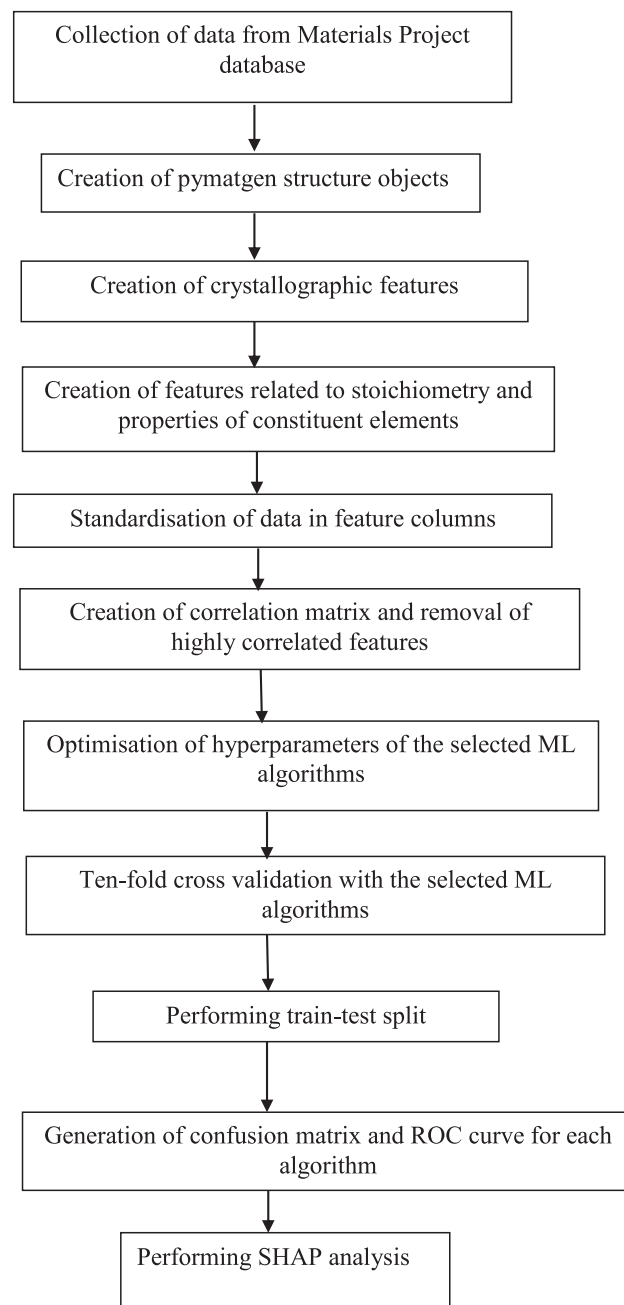 Collection of data from Materials Project
database
Creation of pymatgen structure objects
Creation of crystallographic features
Creation of features related to stoichiometry and
properties of constituent elements
Standardisation of data in feature columns
Creation of correlation matrix and removal of
highly correlated features
Optimisation of hyperparameters of the selected ML
algorithms
Ten-fold cross validation with the selected ML
algorithms
Performing train-test split
Generation of confusion matrix and ROC curve for each
algorithm
Performing SHAP analysis